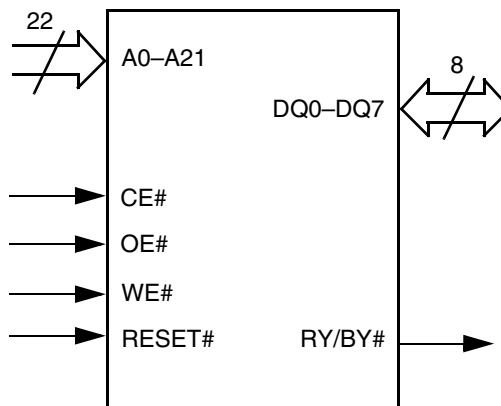 22
A0–A21
8
DQ0–DQ7
CE#
OE#
WE#
RESET#
RY/BY#